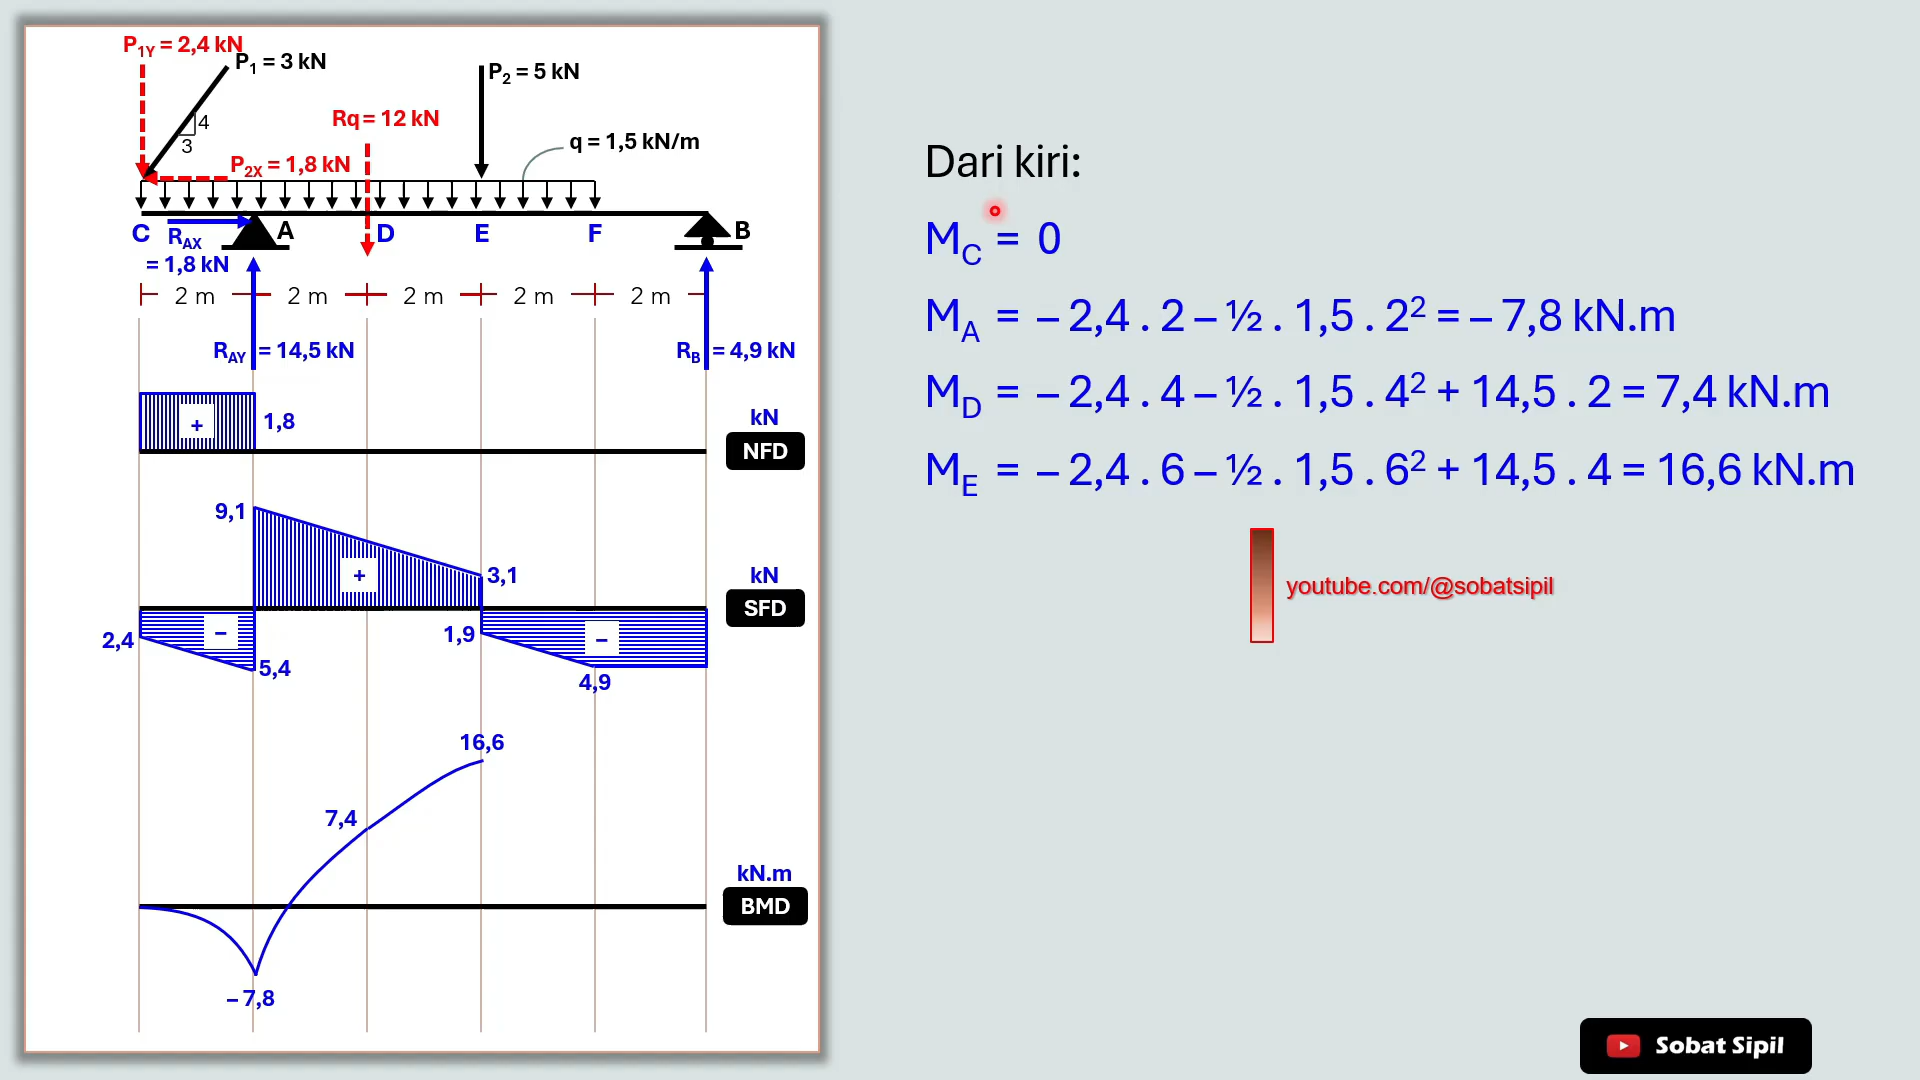 P1Y = 2,4 kN
P1 = 3 kN
P2 = 5 kN
4
3
Rq = 12 kN
q = 1,5 kN/m
P2X = 1,8 kN
C
RAX
= 1,8 kN
A
D
E
F
B
2 m
2 m
2 m
2 m
2 m
RAY = 14,5 kN
RB = 4,9 kN
+
1,8
kN
NFD
9,1
+
3,1
kN
SFD
2,4
–
5,4
1,9
–
4,9
16,6
7,4
kN.m
BMD
– 7,8
Dari kiri:
MC = 0
MA = – 2,4 . 2 – ½ . 1,5 . 2² = – 7,8 kN.m
MD = – 2,4 . 4 – ½ . 1,5 . 4² + 14,5 . 2 = 7,4 kN.m
ME = – 2,4 . 6 – ½ . 1,5 . 6² + 14,5 . 4 = 16,6 kN.m
youtube.com/@sobatsipil
Sobat Sipil